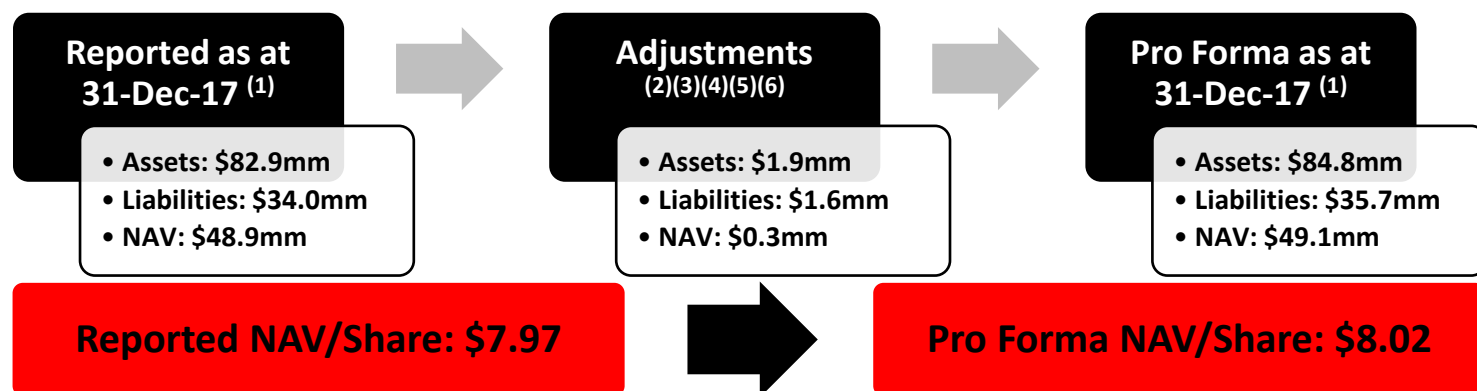 Reported as at
31-Dec-17 (1)
• Assets: $82.9mm
• Liabilities: $34.0mm
• NAV: $48.9mm
Adjustments
(2)(3)(4)(5)(6)
• Assets: $1.9mm
• Liabilities: $1.6mm
• NAV: $0.3mm
Pro Forma as at
31-Dec-17 (1)
• Assets: $84.8mm
• Liabilities: $35.7mm
• NAV: $49.1mm
Reported NAV/Share: $7.97
Pro Forma NAV/Share: $8.02